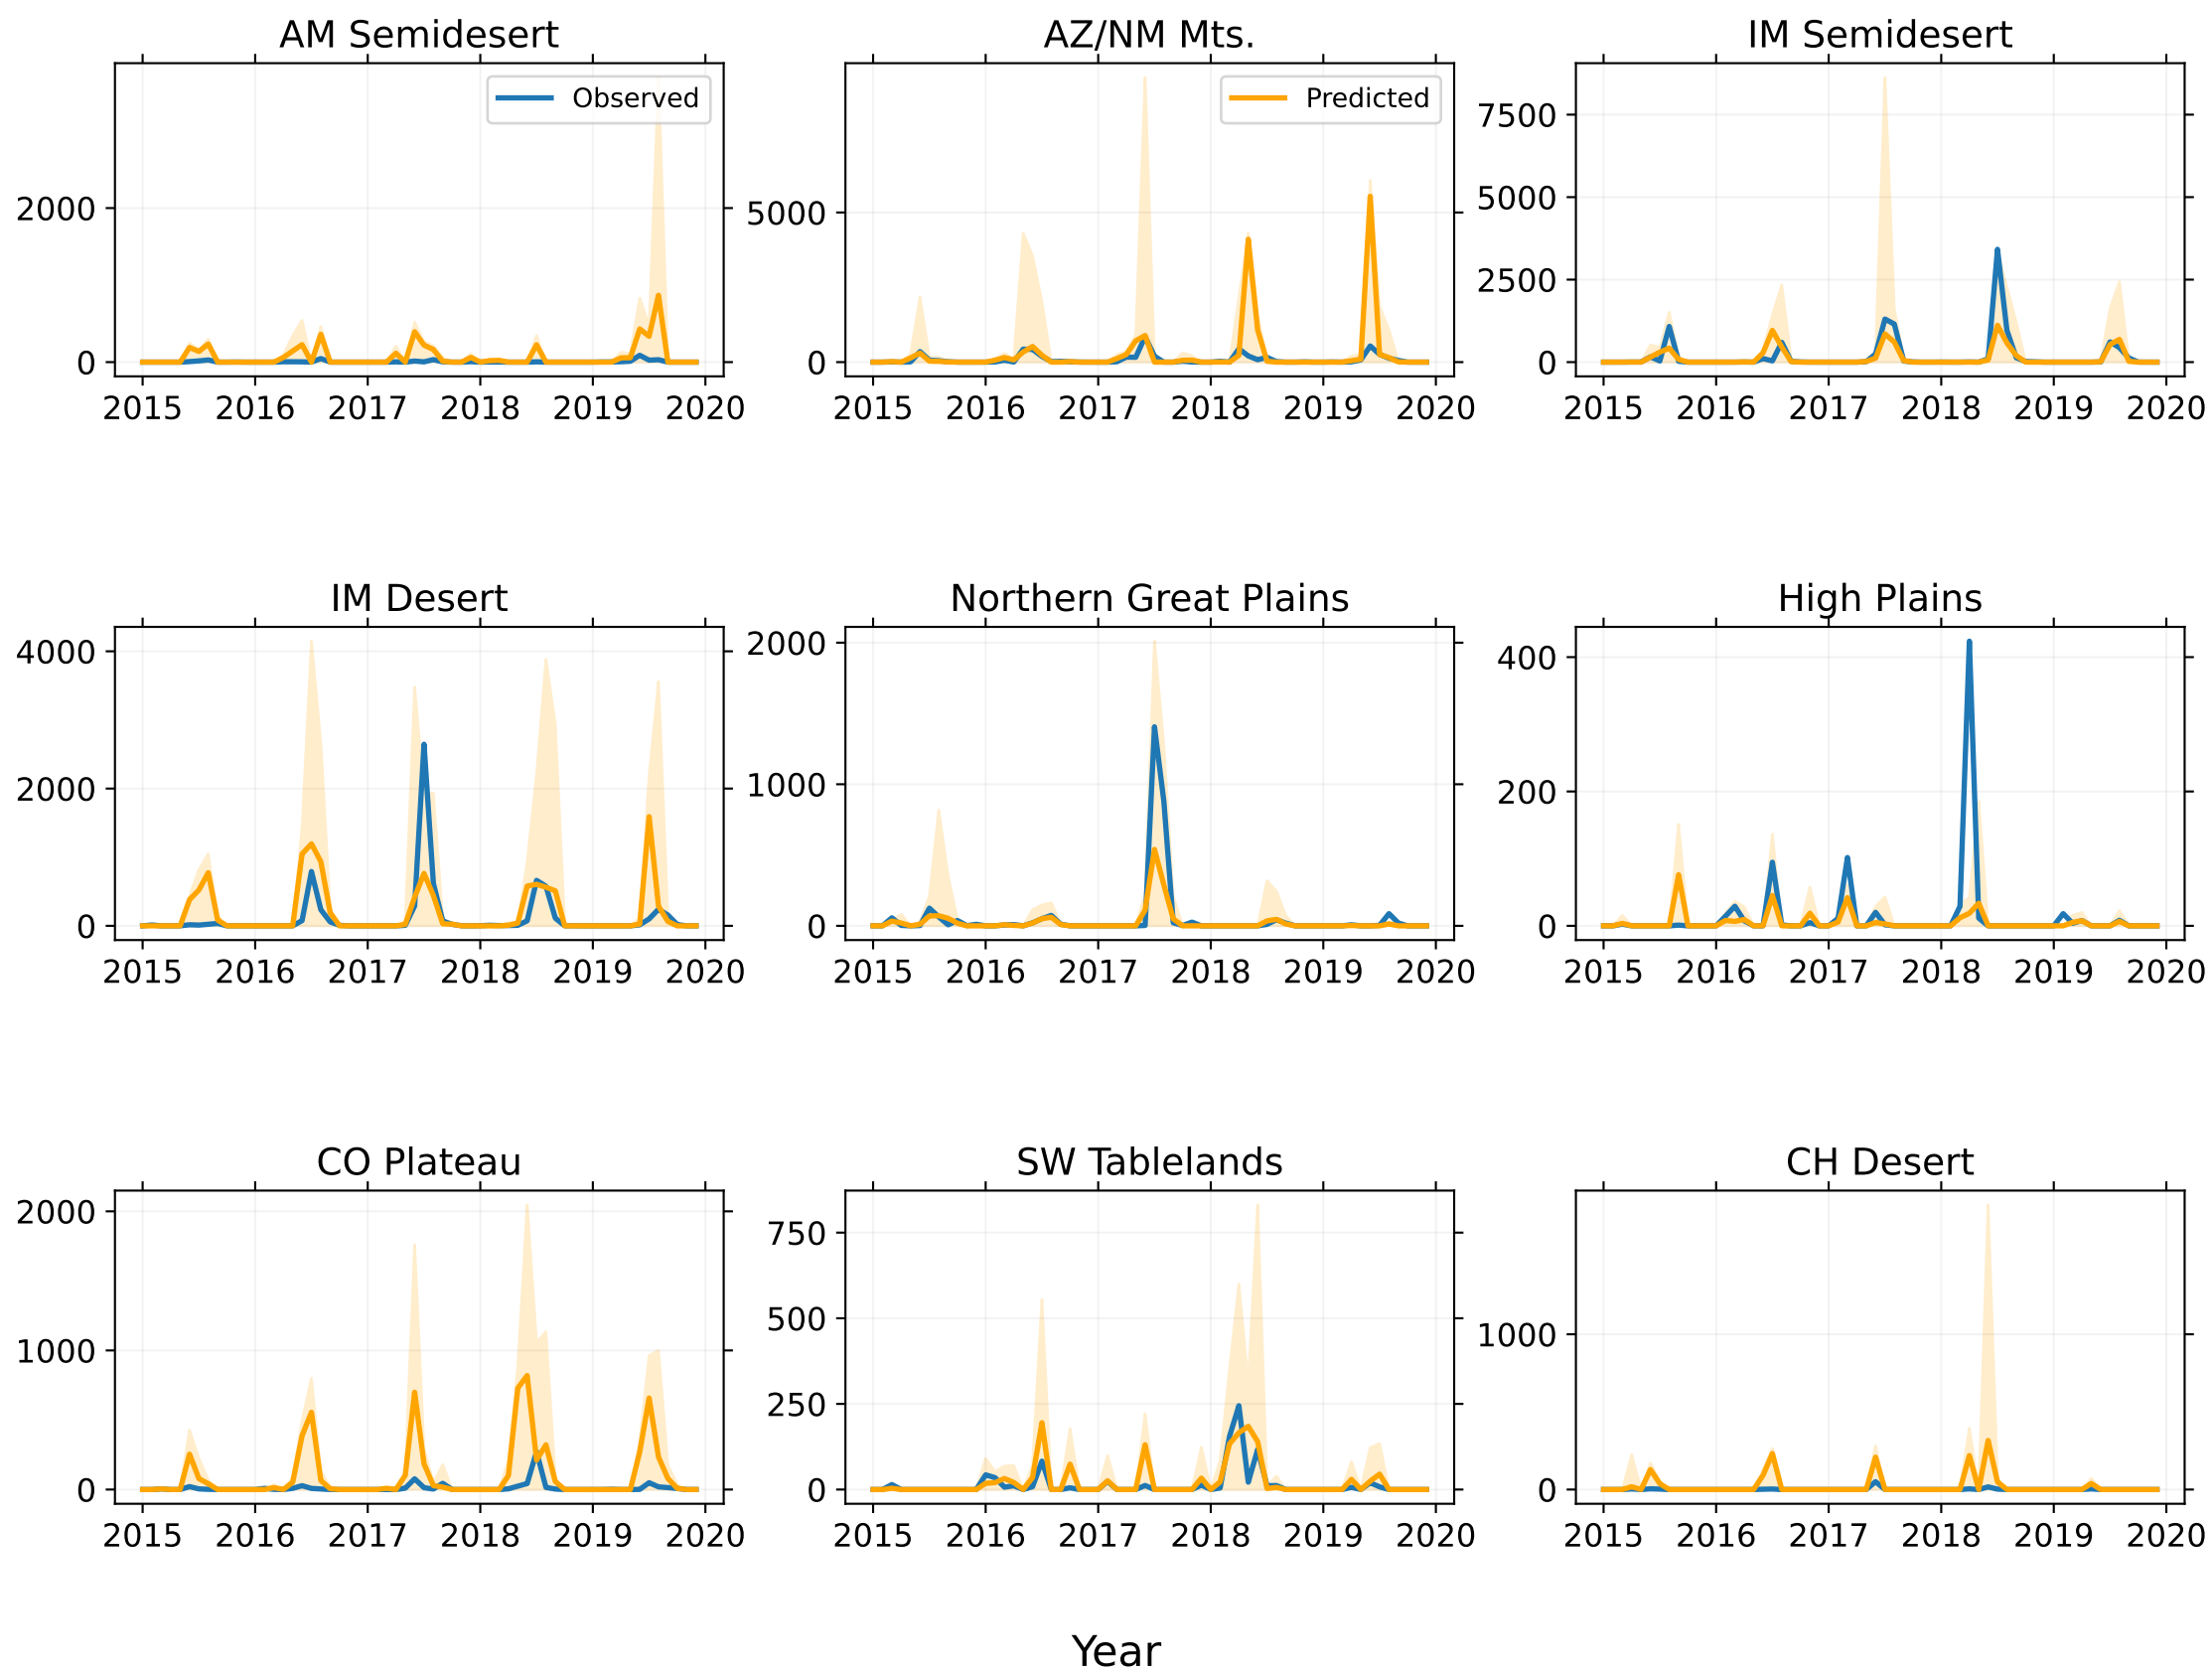 AM Semidesert
AZ/NM Mts.
IM Semidesert
Observed
Predicted
2000
0
5000
0
7500
5000
2500
0
2015 2016 2017 2018 2019 2020
2015 2016 2017 2018 2019 2020
2015 2016 2017 2018 2019 2020
IM Desert
Northern Great Plains
High Plains
4000
2000
0
2000
1000
0
400
200
0
2015 2016 2017 2018 2019 2020
2015 2016 2017 2018 2019 2020
2015 2016 2017 2018 2019 2020
CO Plateau
SW Tablelands
CH Desert
2000
1000
0
750
500
250
0
1000
0
2015 2016 2017 2018 2019 2020
2015 2016 2017 2018 2019 2020
2015 2016 2017 2018 2019 2020
Year